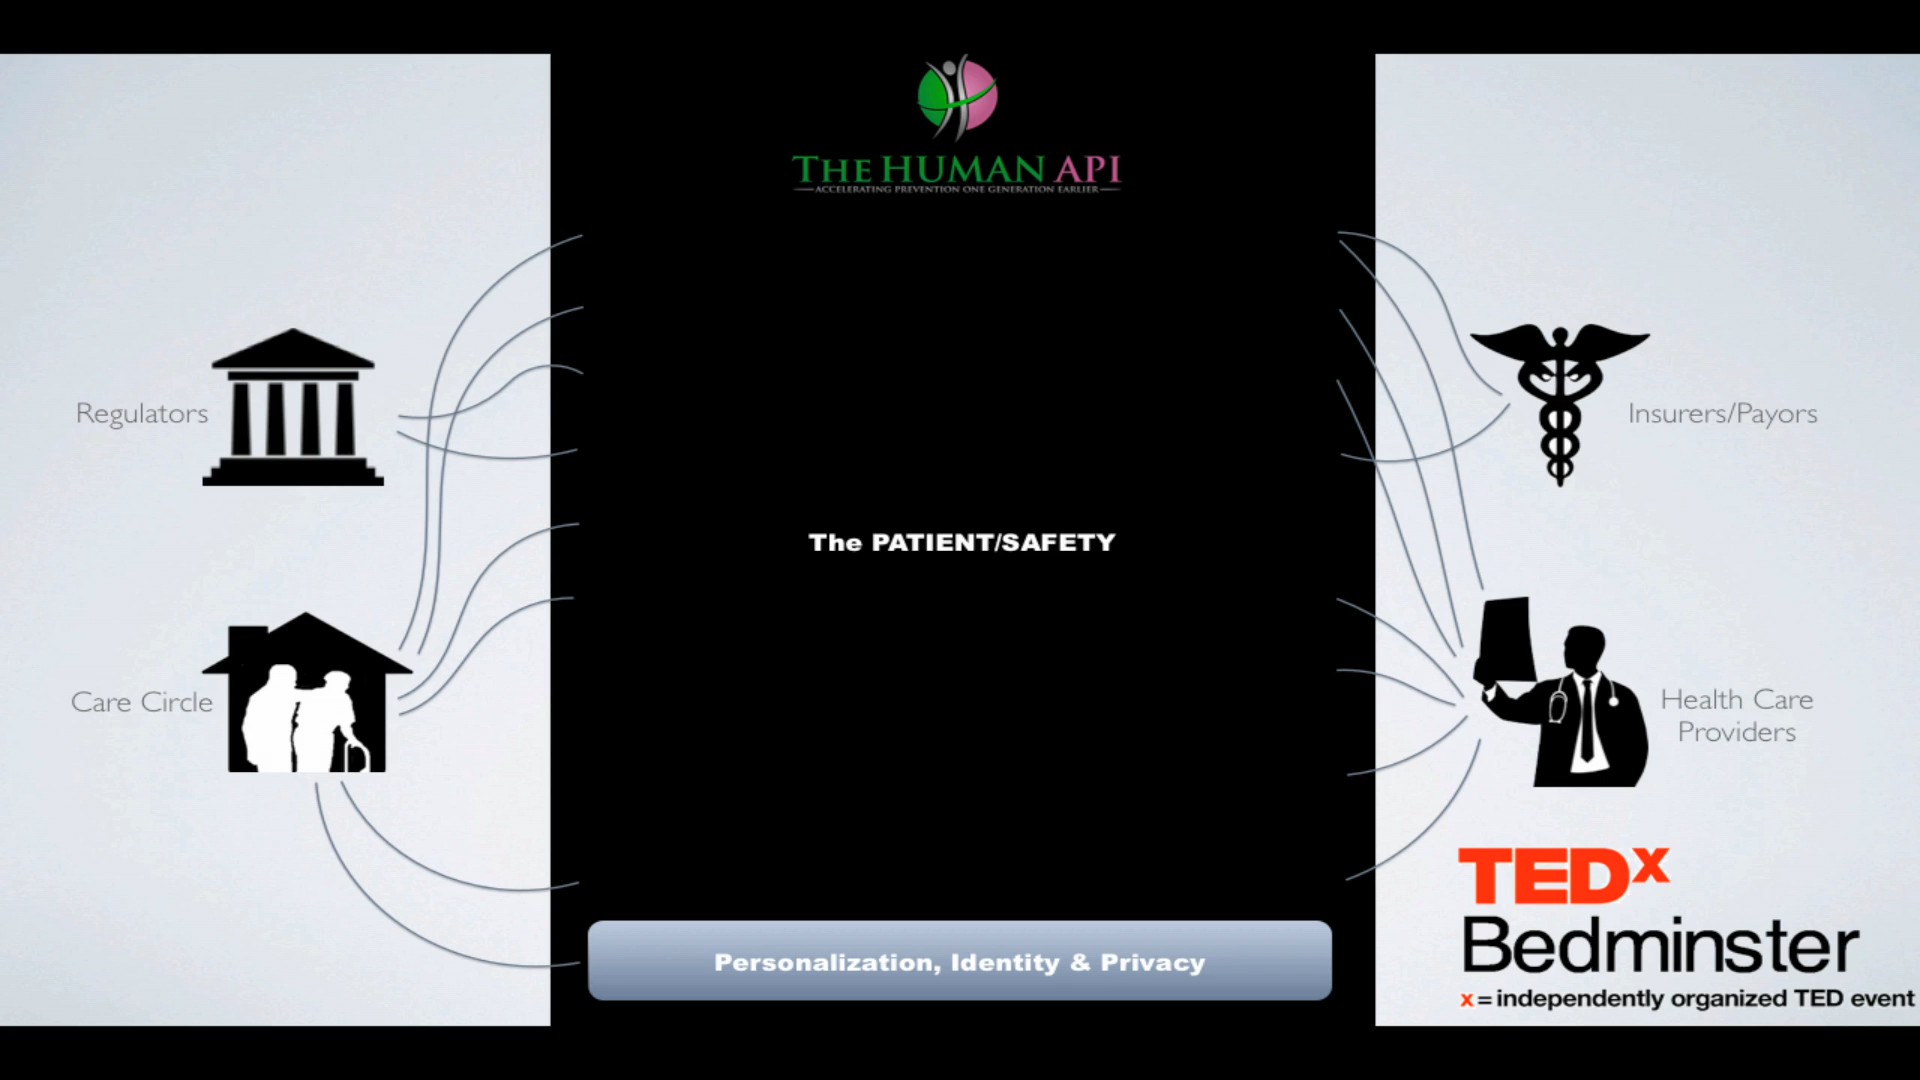 THE HUMAN API
ACCELERATING PREVENTION ONE GENERATION EARLIER
Regulators
Insurers/Payors
The PATIENT/SAFETY
Care Circle
Health Care
Providers
TEDx
Bedminster
x = independently organized TED event
Personalization, Identity & Privacy